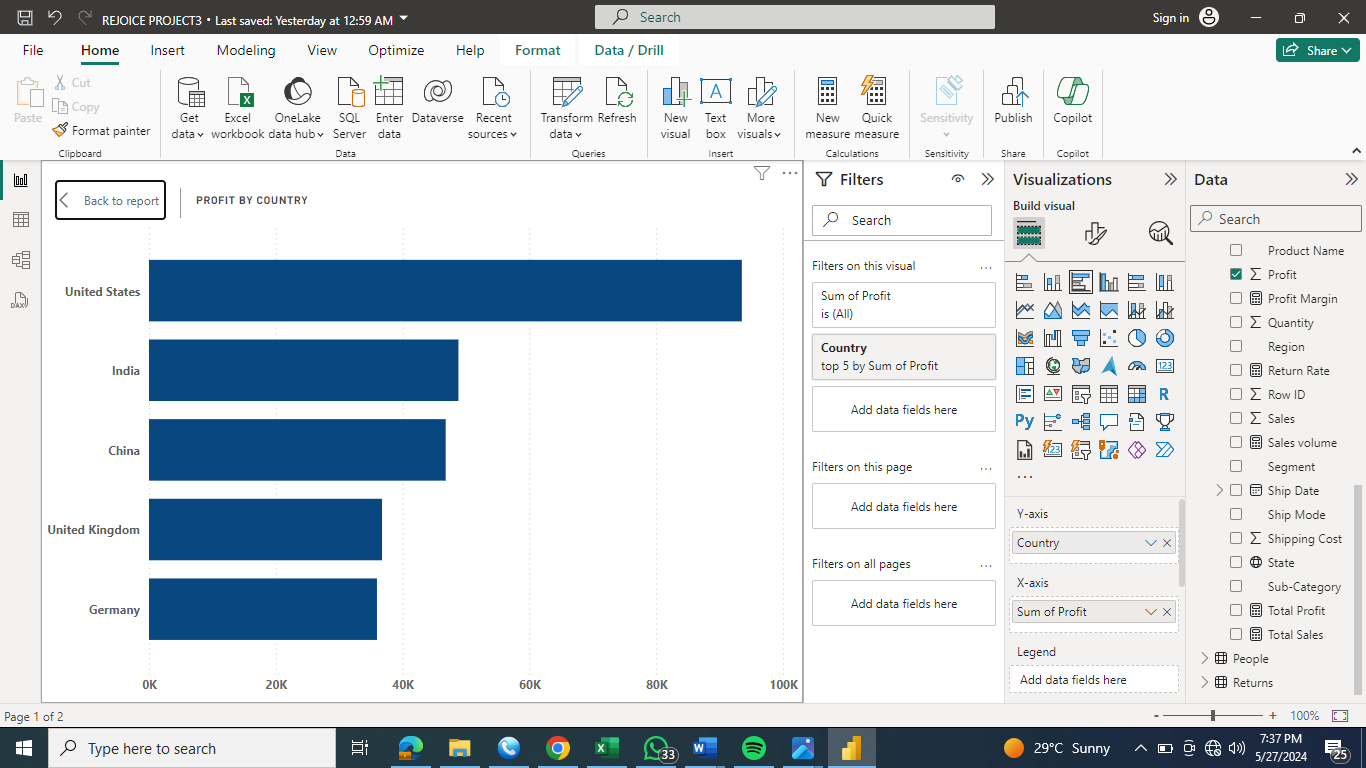 REJOICE PROJECT3 • Last saved: Yesterday at 12:59 AM
Search
Sign in
File Home Insert Modeling View Optimize Help Format Data / Drill
Share
Paste
Cut
Copy
Format painter
Clipboard
Get data
Excel workbook
OneLake data hub
SQL Server
Enter data
Dataverse
Recent sources
Data
Transform data
Refresh
Queries
New visual
Text box
More visuals
Insert
New measure
Quick measure
Calculations
Sensitivity
Sensitivity
Publish
Share
Copilot
Copilot
Back to report
PROFIT BY COUNTRY
United States
India
China
United Kingdom
Germany
0K 20K 40K 60K 80K 100K
Filters
Search
Filters on this visual
Sum of Profit
is (All)
Country
top 5 by Sum of Profit
Add data fields here
Filters on this page
Add data fields here
Filters on all pages
Add data fields here
Visualizations
Build visual
123
R
Py
123
Y-axis
Country
X-axis
Sum of Profit
Legend
Add data fields here
Data
Search
Product Name
Profit
Profit Margin
Quantity
Region
Return Rate
Row ID
Sales
Sales volume
Segment
Ship Date
Ship Mode
Shipping Cost
State
Sub-Category
Total Profit
Total Sales
People
Returns
DAX
Page 1 of 2
- + 100%
Type here to search
33
29°C Sunny
7:37 PM
5/27/2024
25